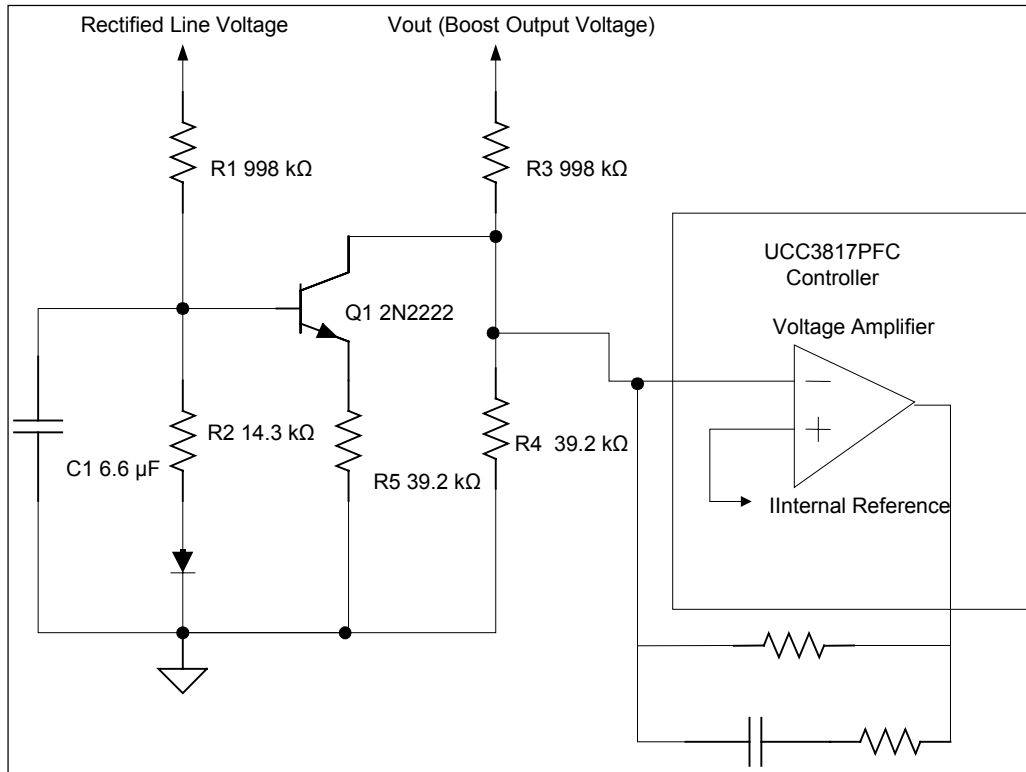 Rectified Line Voltage
Vout (Boost Output Voltage)
R1 998 kΩ
R3 998 kΩ
UCC3817PFC
Controller
Q1 2N2222
Voltage Amplifier
R2 14.3 kΩ
R4 39.2 kΩ
C1 6.6 µF
R5 39.2 kΩ
IInternal Reference